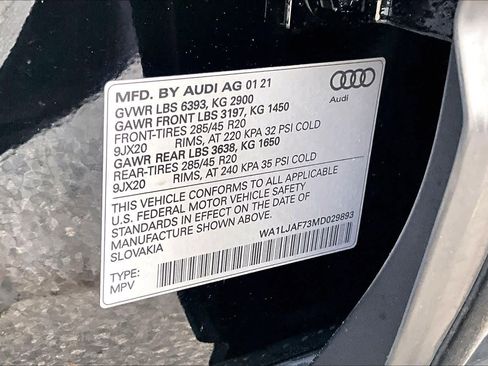 MFD. BY AUDI AG 01 21
GVWR LBS 6393, KG 2900
GAWR FRONT LBS 3197, KG 1450
FRONT-TIRES 285/45 R20
9JX20 RIMS, AT 220 KPA 32 PSI COLD
GAWR REAR LBS 3638, KG 1650
REAR-TIRES 285/45 R20
9JX20 RIMS, AT 240 KPA 35 PSI COLD
THIS VEHICLE CONFORMS TO ALL APPLICABLE
U.S. FEDERAL MOTOR VEHICLE SAFETY
STANDARDS IN EFFECT ON THE DATE OF
MANUFACTURE SHOWN ABOVE.
SLOVAKIA
WA1LJAF73MD029893
TYPE:
MPV
Audi